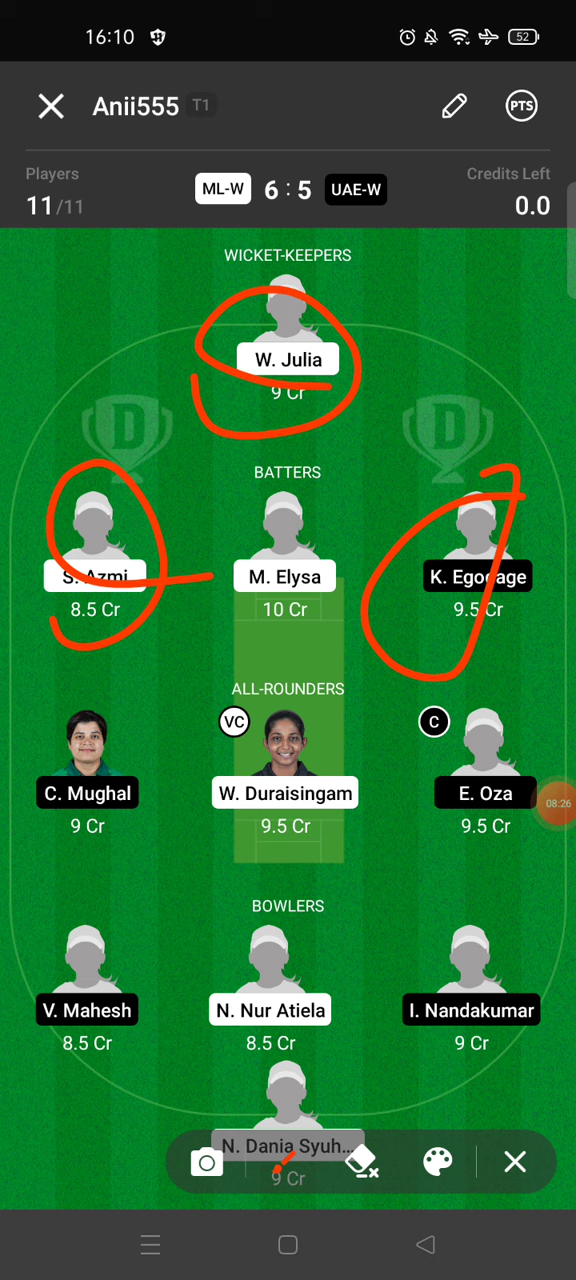 16:10 52
Anii555 T1 PTS
Players Credits Left
ML-W 6 : 5 UAE-W
11/11 0.0
WICKET-KEEPERS
W. Julia
9 Cr
D D
BATTERS
S. Azmi M. Elysa K. Egodage
8.5 Cr 10 Cr 9.5 Cr
ALL-ROUNDERS
VC C
C. Mughal W. Duraisingam E. Oza
9 Cr 9.5 Cr 9.5 Cr
08:26
BOWLERS
V. Mahesh N. Nur Atiela I. Nandakumar
8.5 Cr 8.5 Cr 9 Cr
N. Dania Syuh...
9 Cr